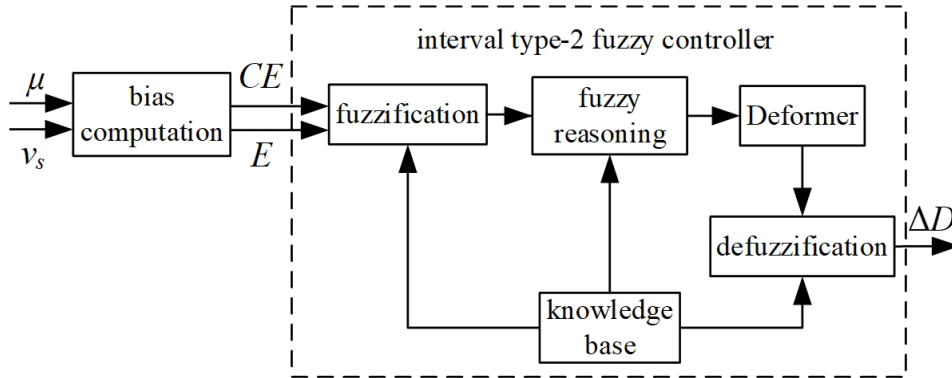 interval type-2 fuzzy controller
μ
v_s
bias
computation
CE
E
fuzzification
fuzzy
reasoning
Deformer
defuzzification
ΔD
knowledge
base